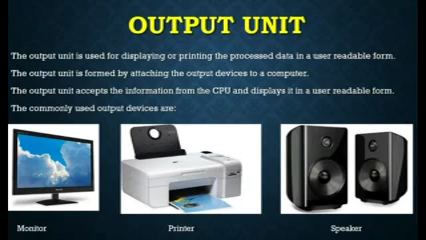 OUTPUT UNIT
The output unit is used for displaying or printing the processed data in a user readable form.
The output unit is formed by attaching the output devices to a computer.
The output unit accepts the information from the CPU and displays it in a user readable form.
The commonly used output devices are:
Monitor
Printer
Speaker